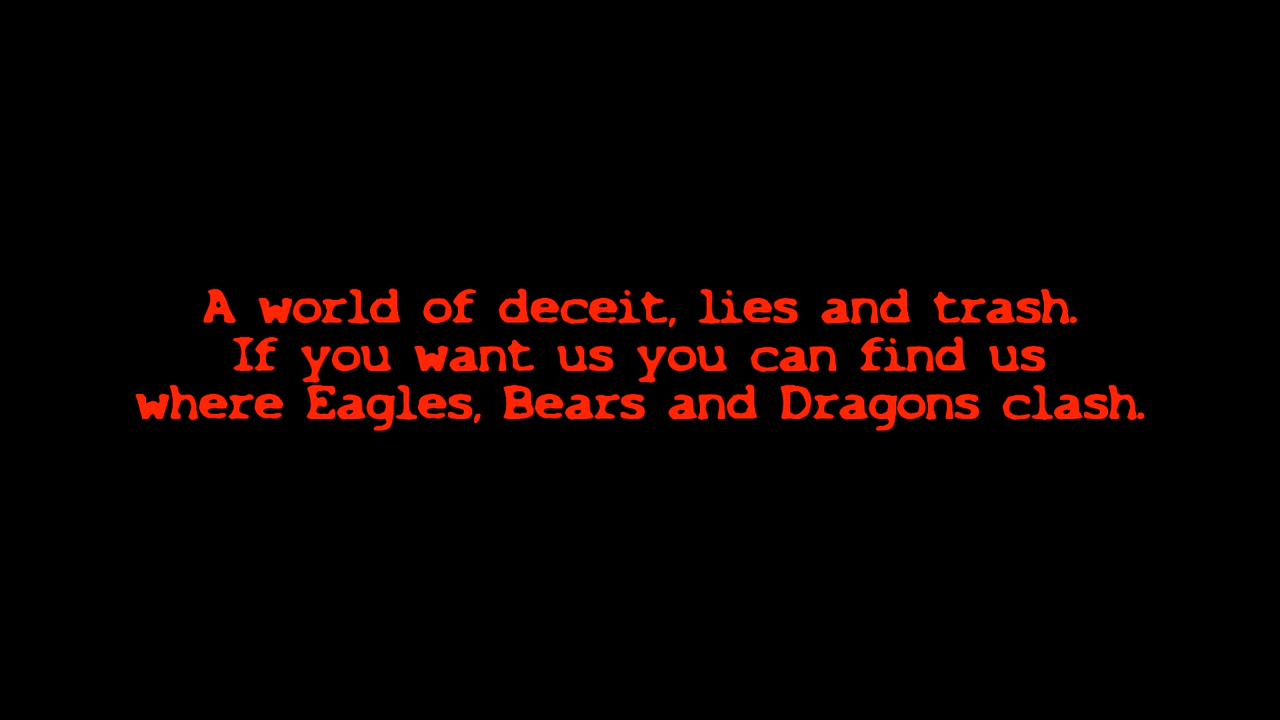 A world of deceit, lies and trash.
If you want us you can find us
where Eagles, Bears and Dragons clash.